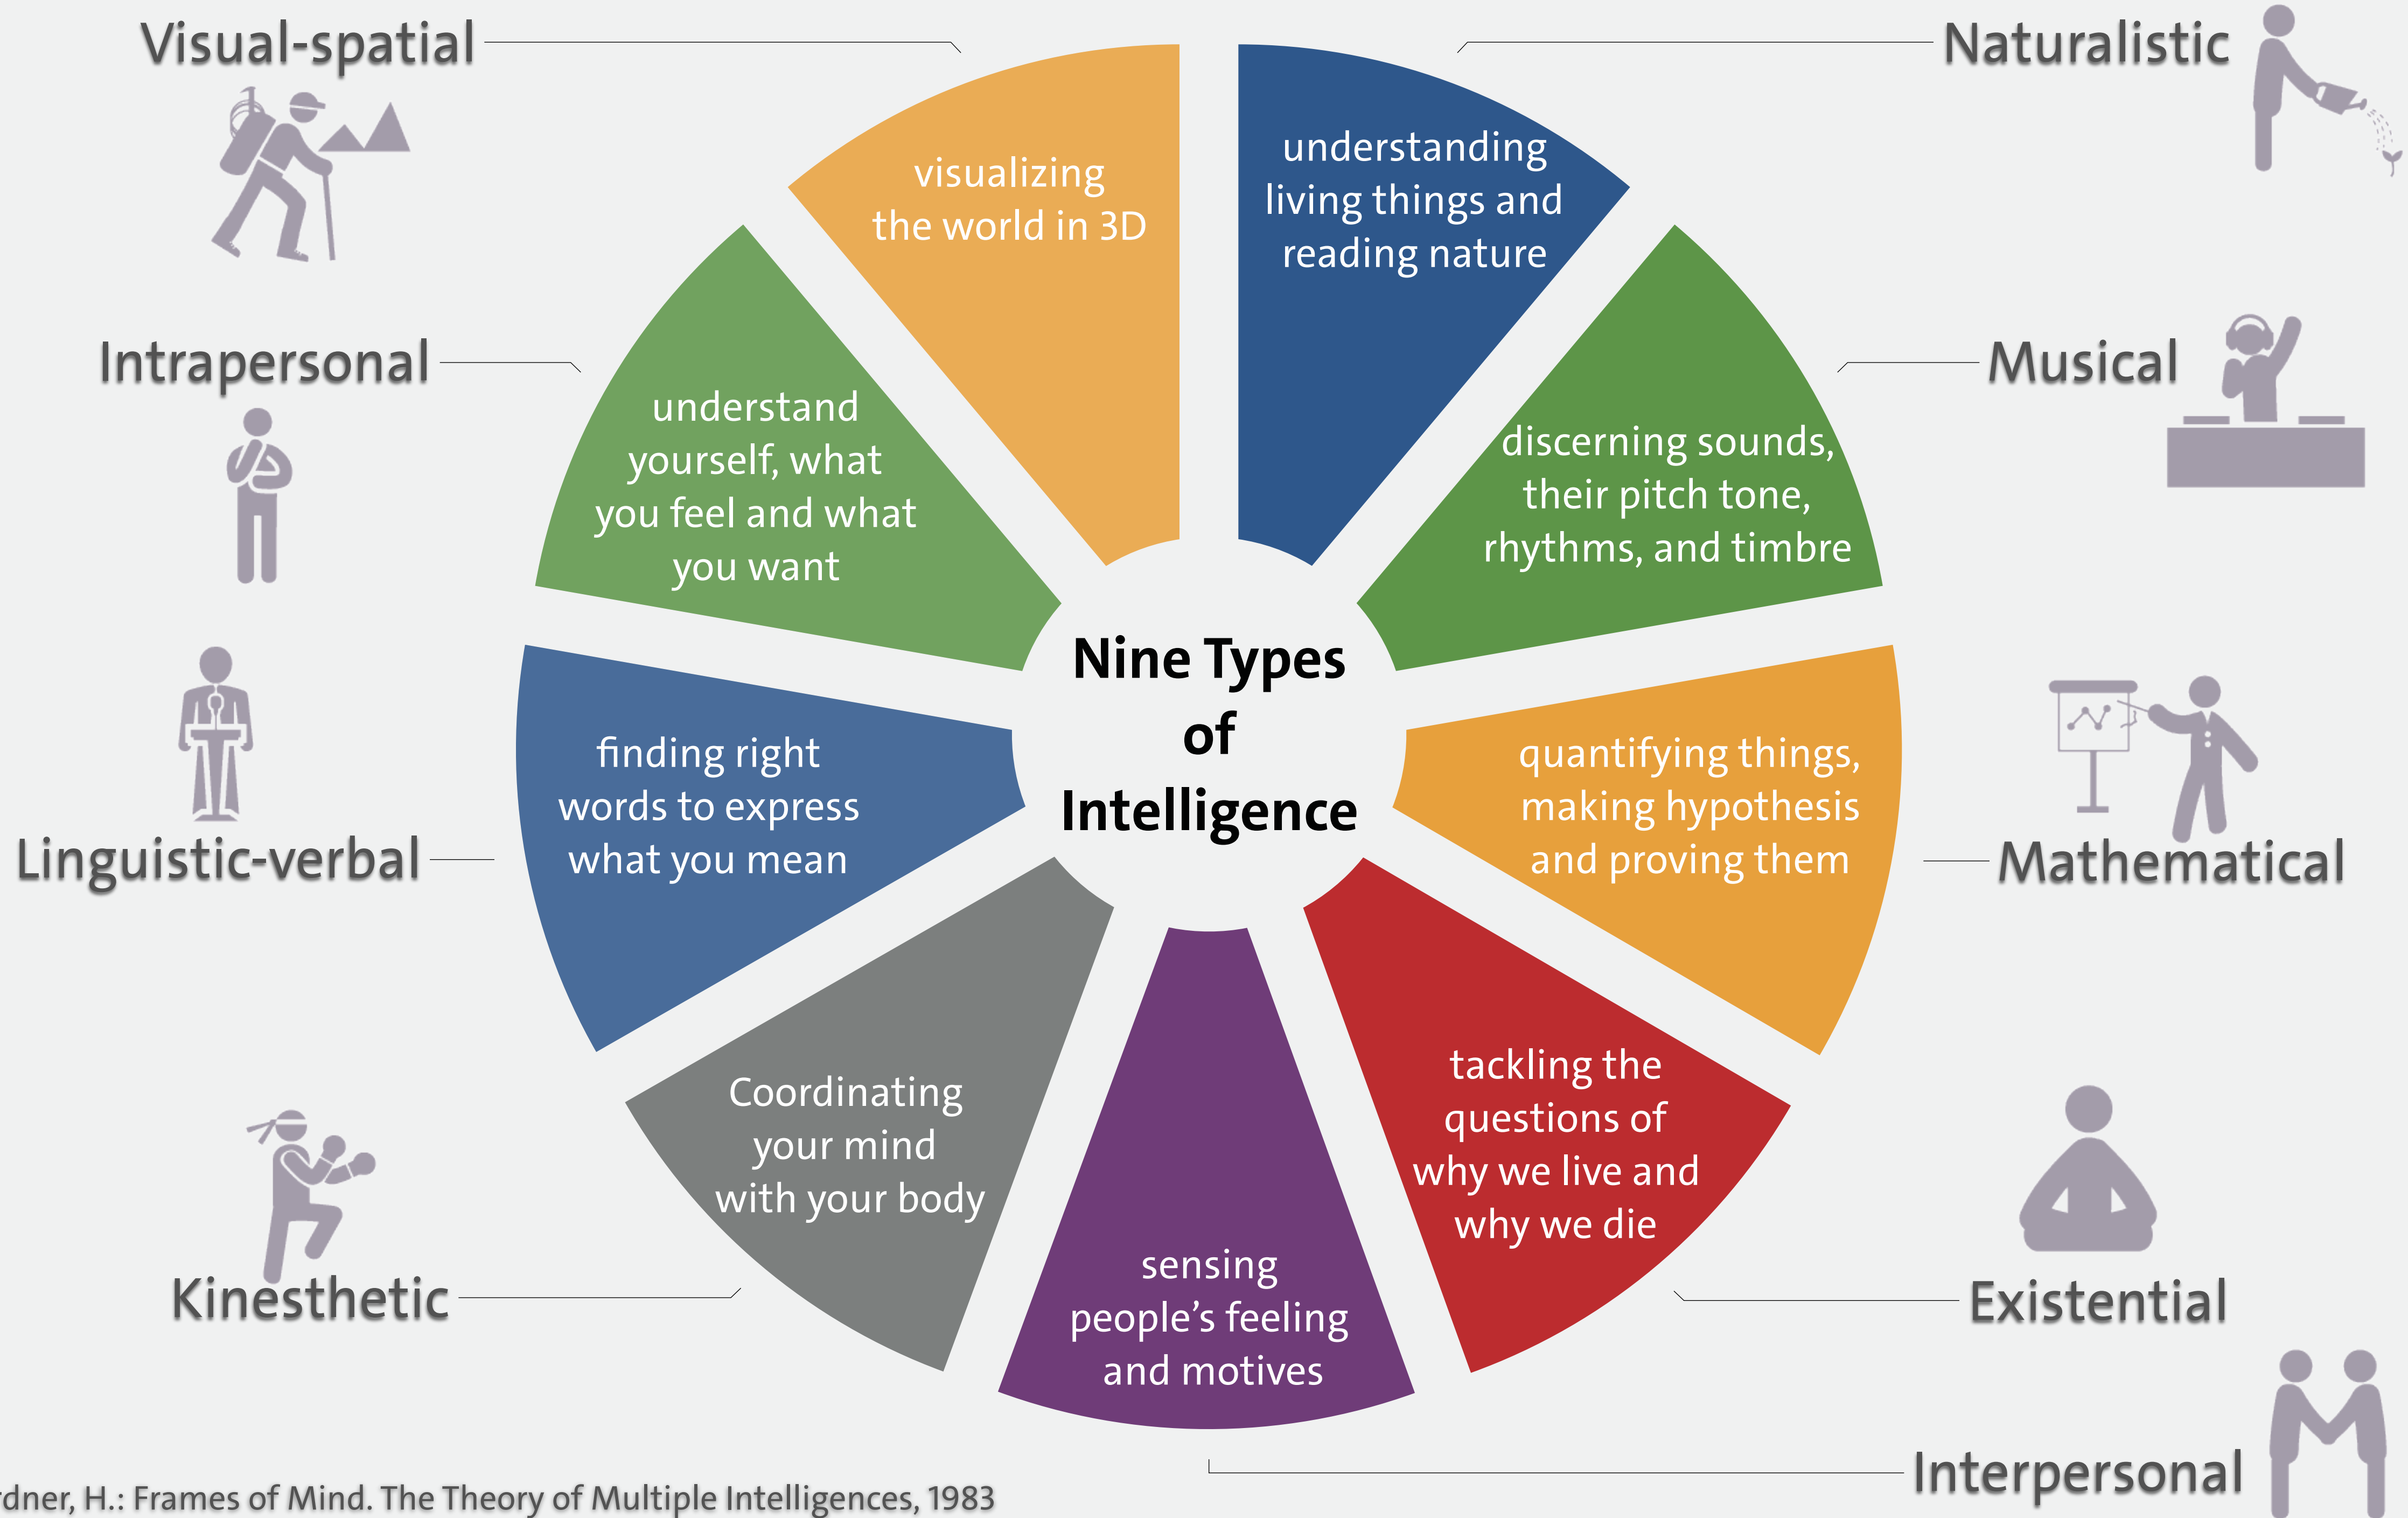 Visual-spatial
Naturalistic
visualizing
the world in 3D
understanding
living things and
reading nature
Intrapersonal
understand
yourself, what
you feel and what
you want
Musical
discerning sounds,
their pitch tone,
rhythms, and timbre
Nine Types
of
Intelligence
Linguistic-verbal
finding right
words to express
what you mean
quantifying things,
making hypothesis
and proving them
Mathematical
Kinesthetic
Coordinating
your mind
with your body
tackling the
questions of
why we live and
why we die
Existential
sensing
people’s feeling
and motives
Interpersonal
dner, H.: Frames of Mind. The Theory of Multiple Intelligences, 1983